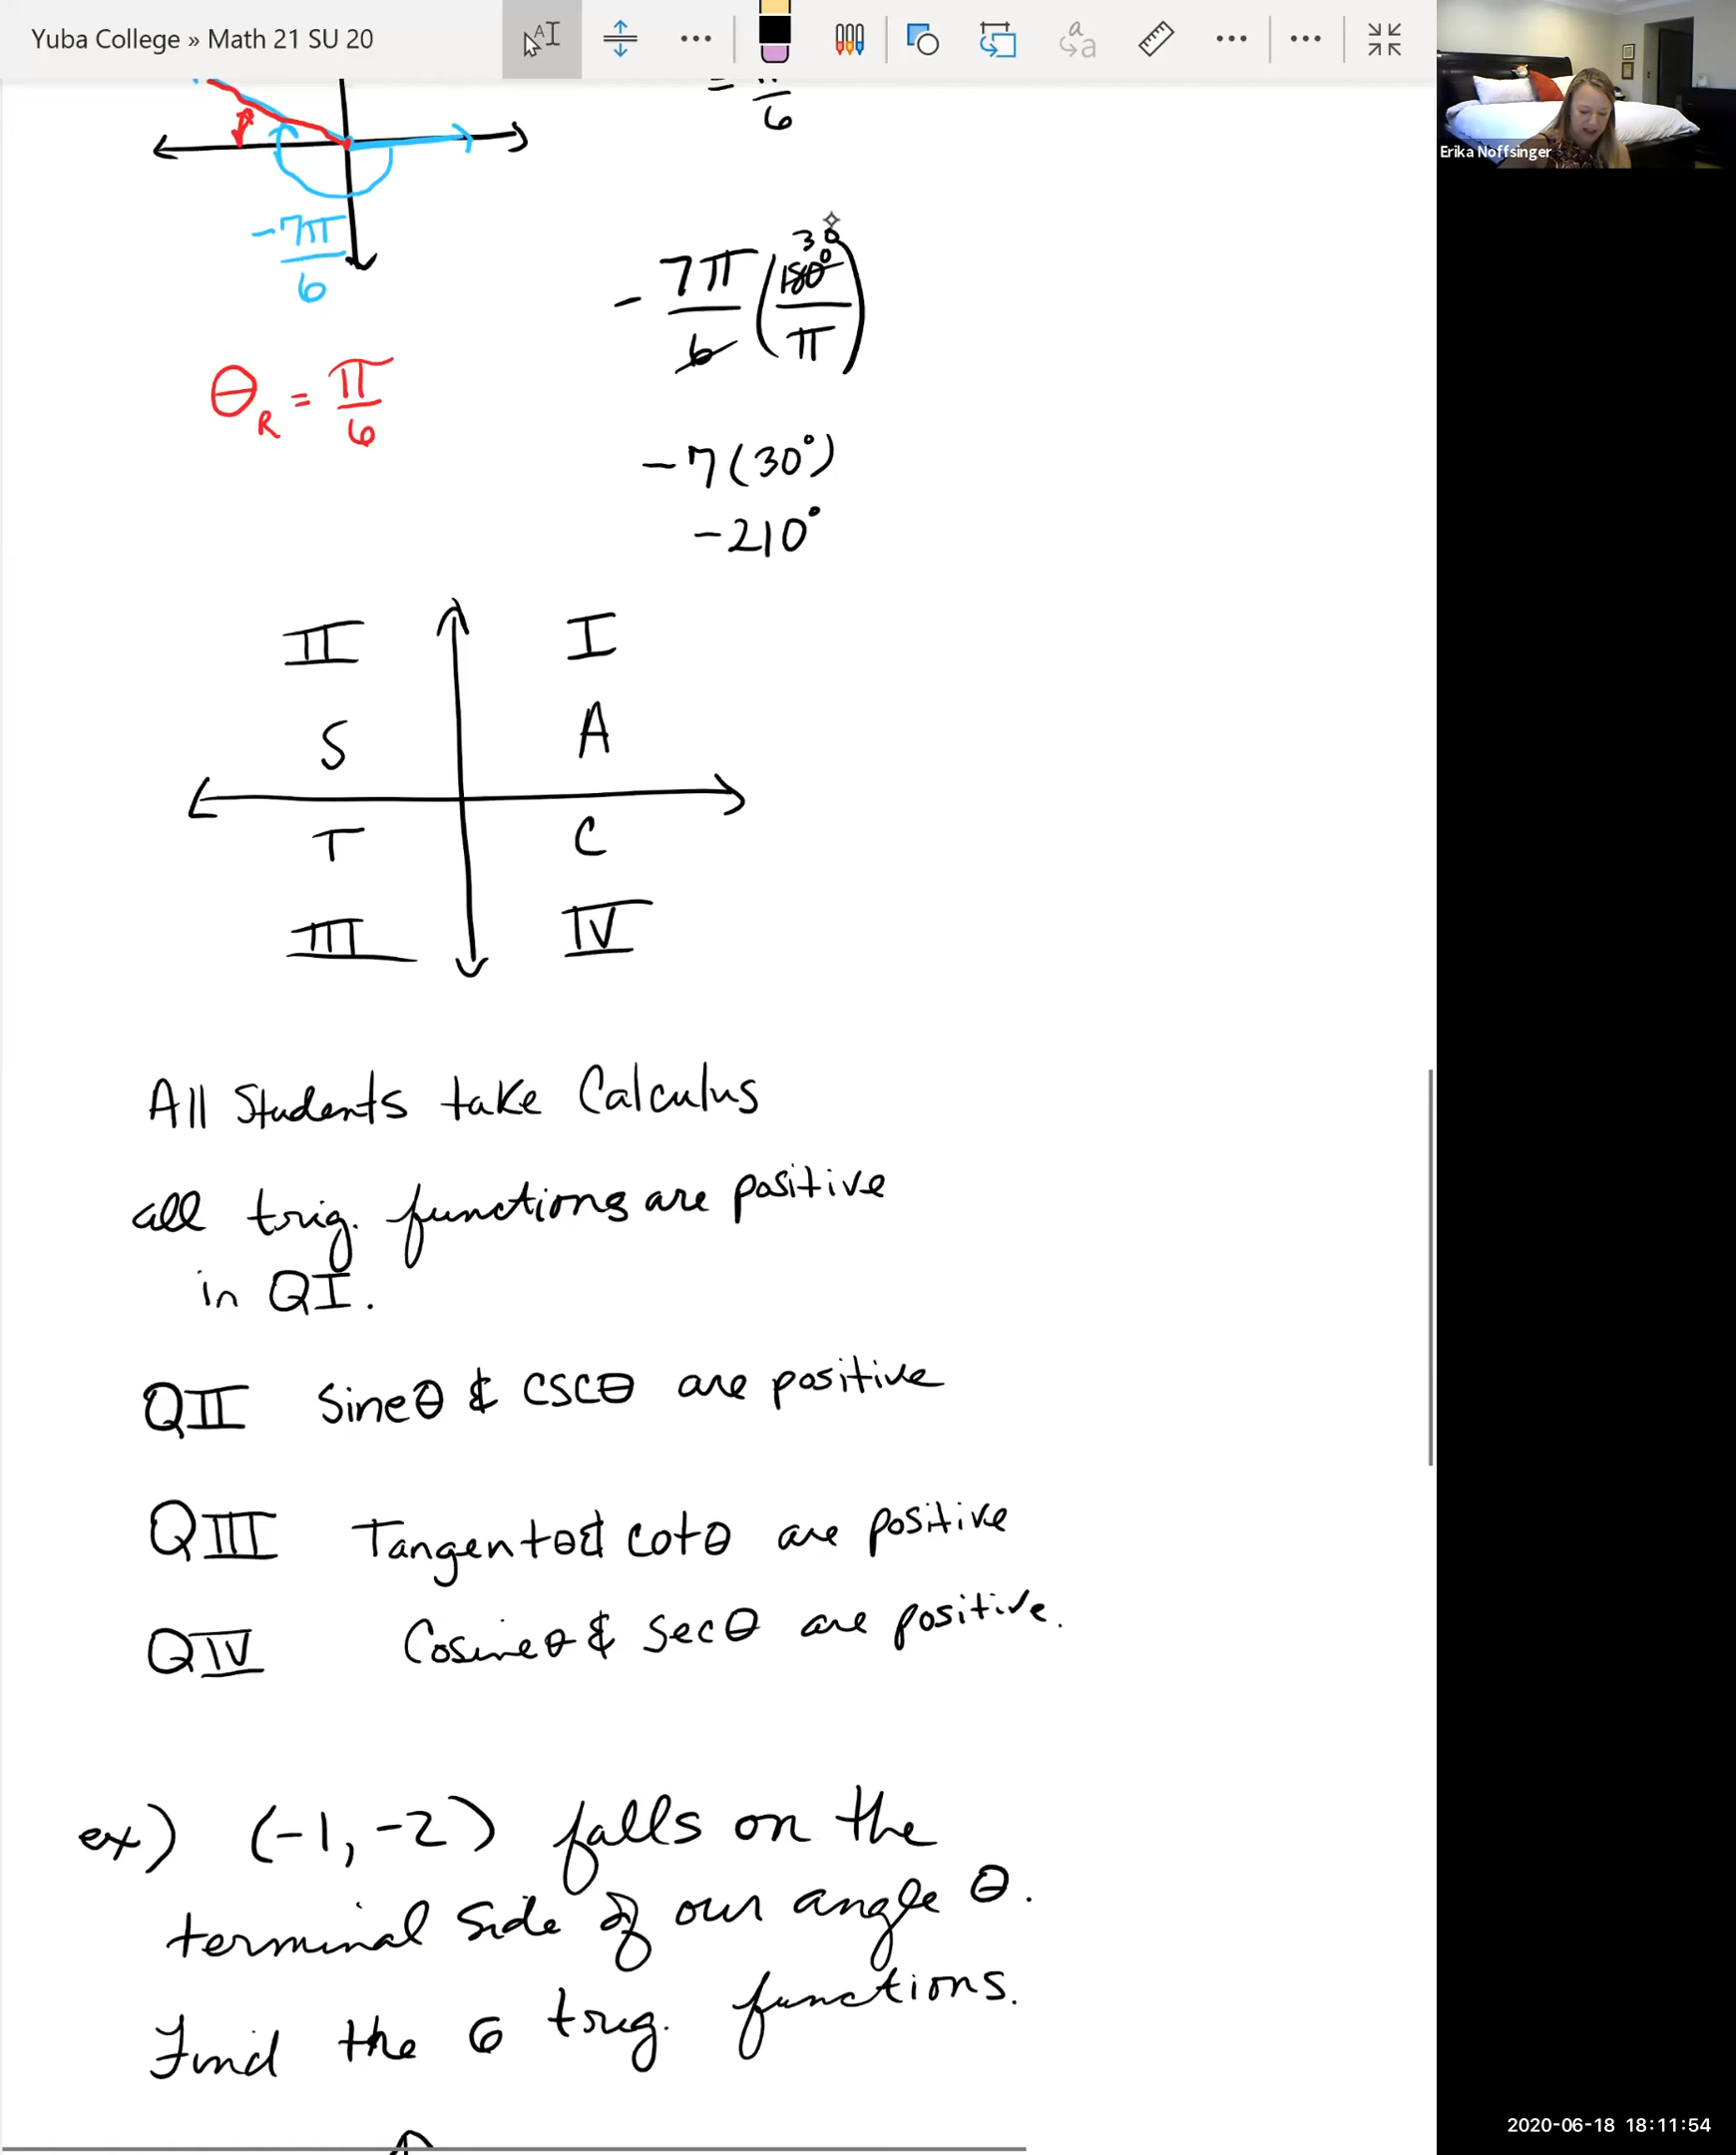 Yuba College » Math 21 SU 20
Erika Noffsinger
= π/6
-7π/6
-7π/6 (180°/π) 30
θ_R = π/6
-7(30°)
-210°
II I
S A
T C
III IV
All Students take Calculus
all trig. functions are positive
in QI.
QII Sineθ & cscθ are positive
QIII Tangentθ & cotθ are positive
QIV Cosineθ & secθ are positive.
ex) (-1, -2) falls on the
terminal side of our angle θ.
Find the 6 trig. functions.
2020-06-18 18:11:54